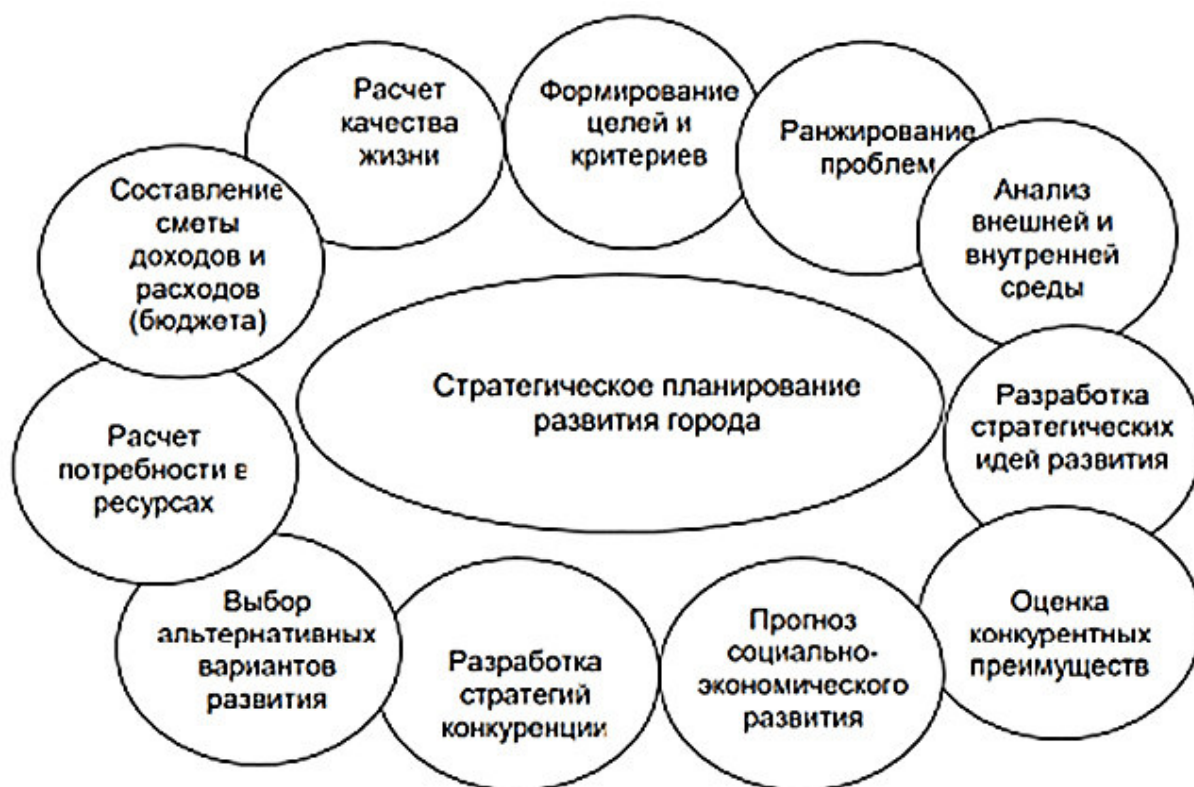 Расчет
качества
жизни
Формирование
целей и
критериев
Ранжирование
проблем
Анализ
внешней и
внутренней
среды
Разработка
стратегических
идей развития
Оценка
конкурентных
преимуществ
Прогноз
социально-
экономического
развития
Разработка
стратегий
конкуренции
Выбор
альтернативных
вариантов
развития
Расчет
потребности в
ресурсах
Составление
сметы
доходов и
расходов
(бюджета)
Стратегическое планирование
развития города